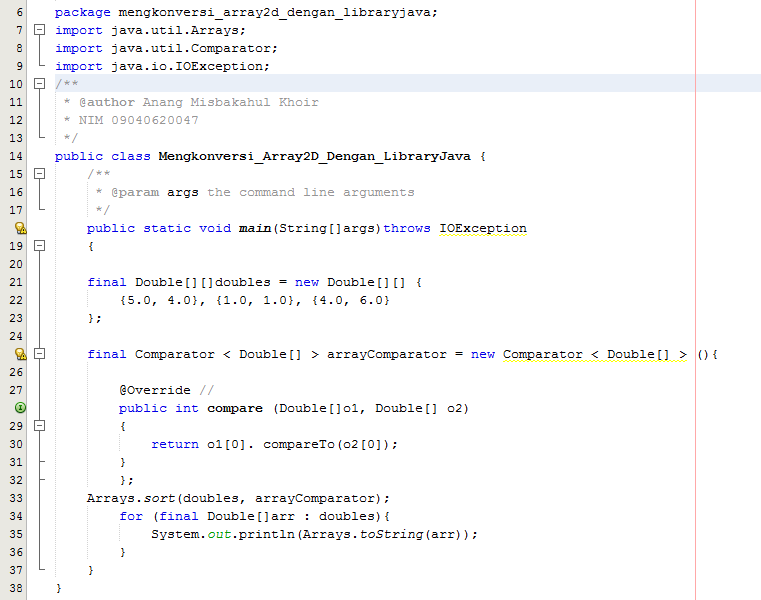 6 package mengkonversi_array2d_dengan_libraryjava;
7 import java.util.Arrays;
8 import java.util.Comparator;
9 import java.io.IOException;
10 /**
11  * @author Anang Misbakahul Khoir
12  * NIM 09040620047
13  */
14 public class Mengkonversi_Array2D_Dengan_LibraryJava {
15     /**
16      * @param args the command line arguments
17      */
    public static void main(String[]args)throws IOException
19     {
20
21     final Double[][]doubles = new Double[][] {
22         {5.0, 4.0}, {1.0, 1.0}, {4.0, 6.0}
23     };
24
    final Comparator < Double[] > arrayComparator = new Comparator < Double[] > (){
26
27         @Override //
        public int compare (Double[]o1, Double[] o2)
29         {
30             return o1[0]. compareTo(o2[0]);
31         }
32         };
33     Arrays.sort(doubles, arrayComparator);
34         for (final Double[]arr : doubles){
35             System.out.println(Arrays.toString(arr));
36         }
37     }
38 }